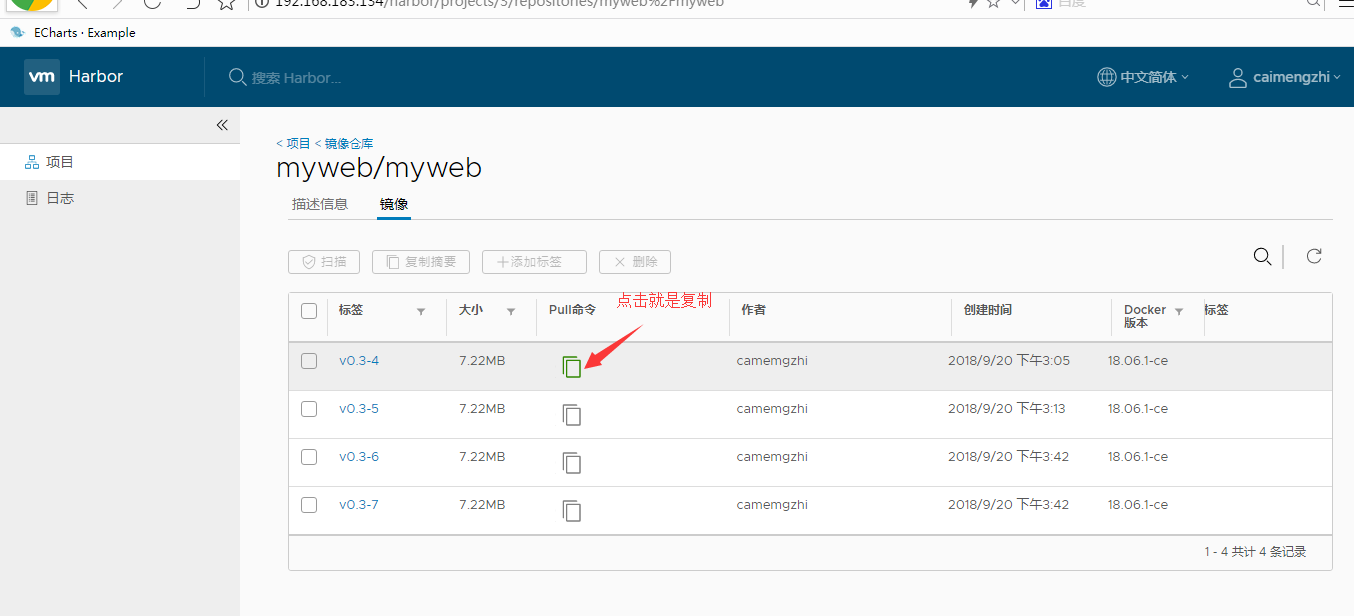 192.168.183.134/harbor/projects/3/repositories/myweb%2Fmyweb
百度
ECharts · Example
vm Harbor
搜索 Harbor...
中文简体
caimengzhi
项目
日志
< 项目 < 镜像仓库
myweb/myweb
描述信息 镜像
扫描 复制摘要 +添加标签 × 删除
点击就是复制
标签 大小 Pull命令 作者 创建时间 Docker 版本 标签
v0.3-4 7.22MB camemgzhi 2018/9/20 下午3:05 18.06.1-ce
v0.3-5 7.22MB camemgzhi 2018/9/20 下午3:13 18.06.1-ce
v0.3-6 7.22MB camemgzhi 2018/9/20 下午3:42 18.06.1-ce
v0.3-7 7.22MB camemgzhi 2018/9/20 下午3:42 18.06.1-ce
1 - 4 共计 4 条记录